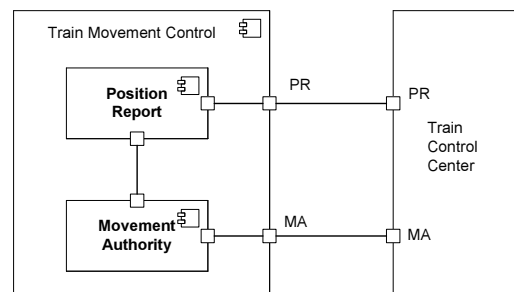 Train Movement Control
Position
Report
PR
PR
Train
Control
Center
Movement
Authority
MA
MA